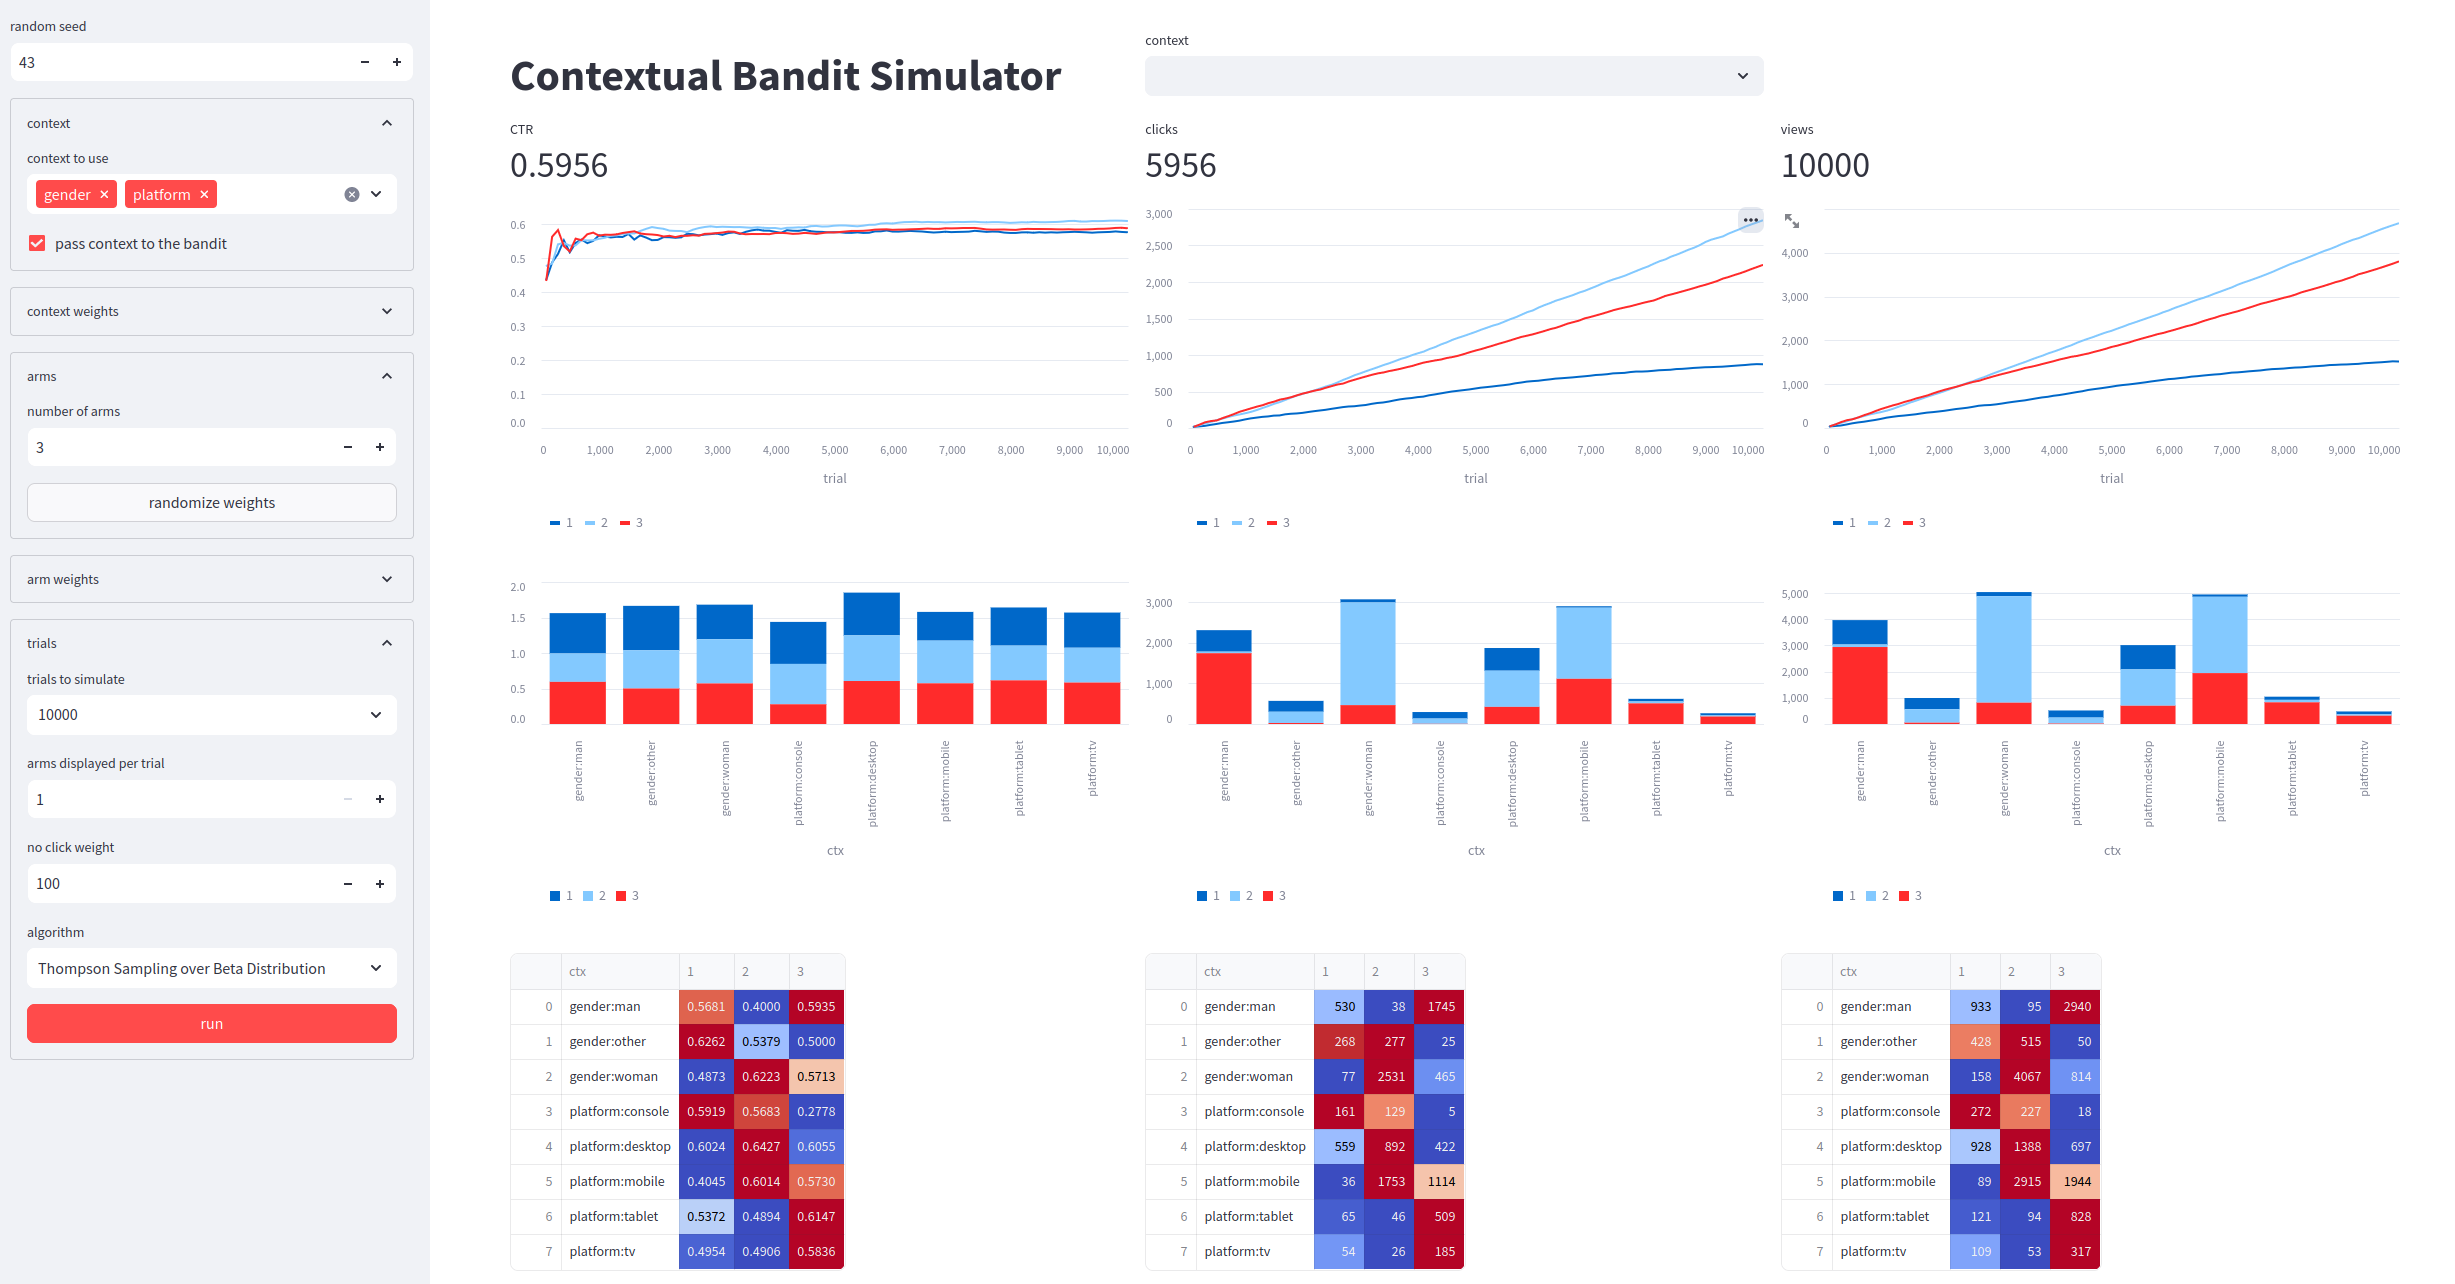 random seed
43
context
context to use
gender × platform ×
pass context to the bandit
context weights
arms
number of arms
3
randomize weights
arm weights
trials
trials to simulate
10000
arms displayed per trial
1
no click weight
100
algorithm
Thompson Sampling over Beta Distribution
run
Contextual Bandit Simulator
context
CTR
0.5956
clicks
5956
views
10000
0.6
0.5
0.4
0.3
0.2
0.1
0.0
0 1,000 2,000 3,000 4,000 5,000 6,000 7,000 8,000 9,000 10,000
trial
1 2 3
3,000
2,500
2,000
1,500
1,000
500
0
0 1,000 2,000 3,000 4,000 5,000 6,000 7,000 8,000 9,000 10,000
trial
1 2 3
4,000
3,000
2,000
1,000
0
0 1,000 2,000 3,000 4,000 5,000 6,000 7,000 8,000 9,000 10,000
trial
1 2 3
2.0
1.5
1.0
0.5
0.0
gender:man
gender:other
gender:woman
platform:console
platform:desktop
platform:mobile
platform:tablet
platform:tv
ctx
1 2 3
3,000
2,000
1,000
0
gender:man
gender:other
gender:woman
platform:console
platform:desktop
platform:mobile
platform:tablet
platform:tv
ctx
1 2 3
5,000
4,000
3,000
2,000
1,000
0
gender:man
gender:other
gender:woman
platform:console
platform:desktop
platform:mobile
platform:tablet
platform:tv
ctx
1 2 3
ctx 1 2 3
0 gender:man 0.5681 0.4000 0.5935
1 gender:other 0.6262 0.5379 0.5000
2 gender:woman 0.4873 0.6223 0.5713
3 platform:console 0.5919 0.5683 0.2778
4 platform:desktop 0.6024 0.6427 0.6055
5 platform:mobile 0.4045 0.6014 0.5730
6 platform:tablet 0.5372 0.4894 0.6147
7 platform:tv 0.4954 0.4906 0.5836
ctx 1 2 3
0 gender:man 530 38 1745
1 gender:other 268 277 25
2 gender:woman 77 2531 465
3 platform:console 161 129 5
4 platform:desktop 559 892 422
5 platform:mobile 36 1753 1114
6 platform:tablet 65 46 509
7 platform:tv 54 26 185
ctx 1 2 3
0 gender:man 933 95 2940
1 gender:other 428 515 50
2 gender:woman 158 4067 814
3 platform:console 272 227 18
4 platform:desktop 928 1388 697
5 platform:mobile 89 2915 1944
6 platform:tablet 121 94 828
7 platform:tv 109 53 317